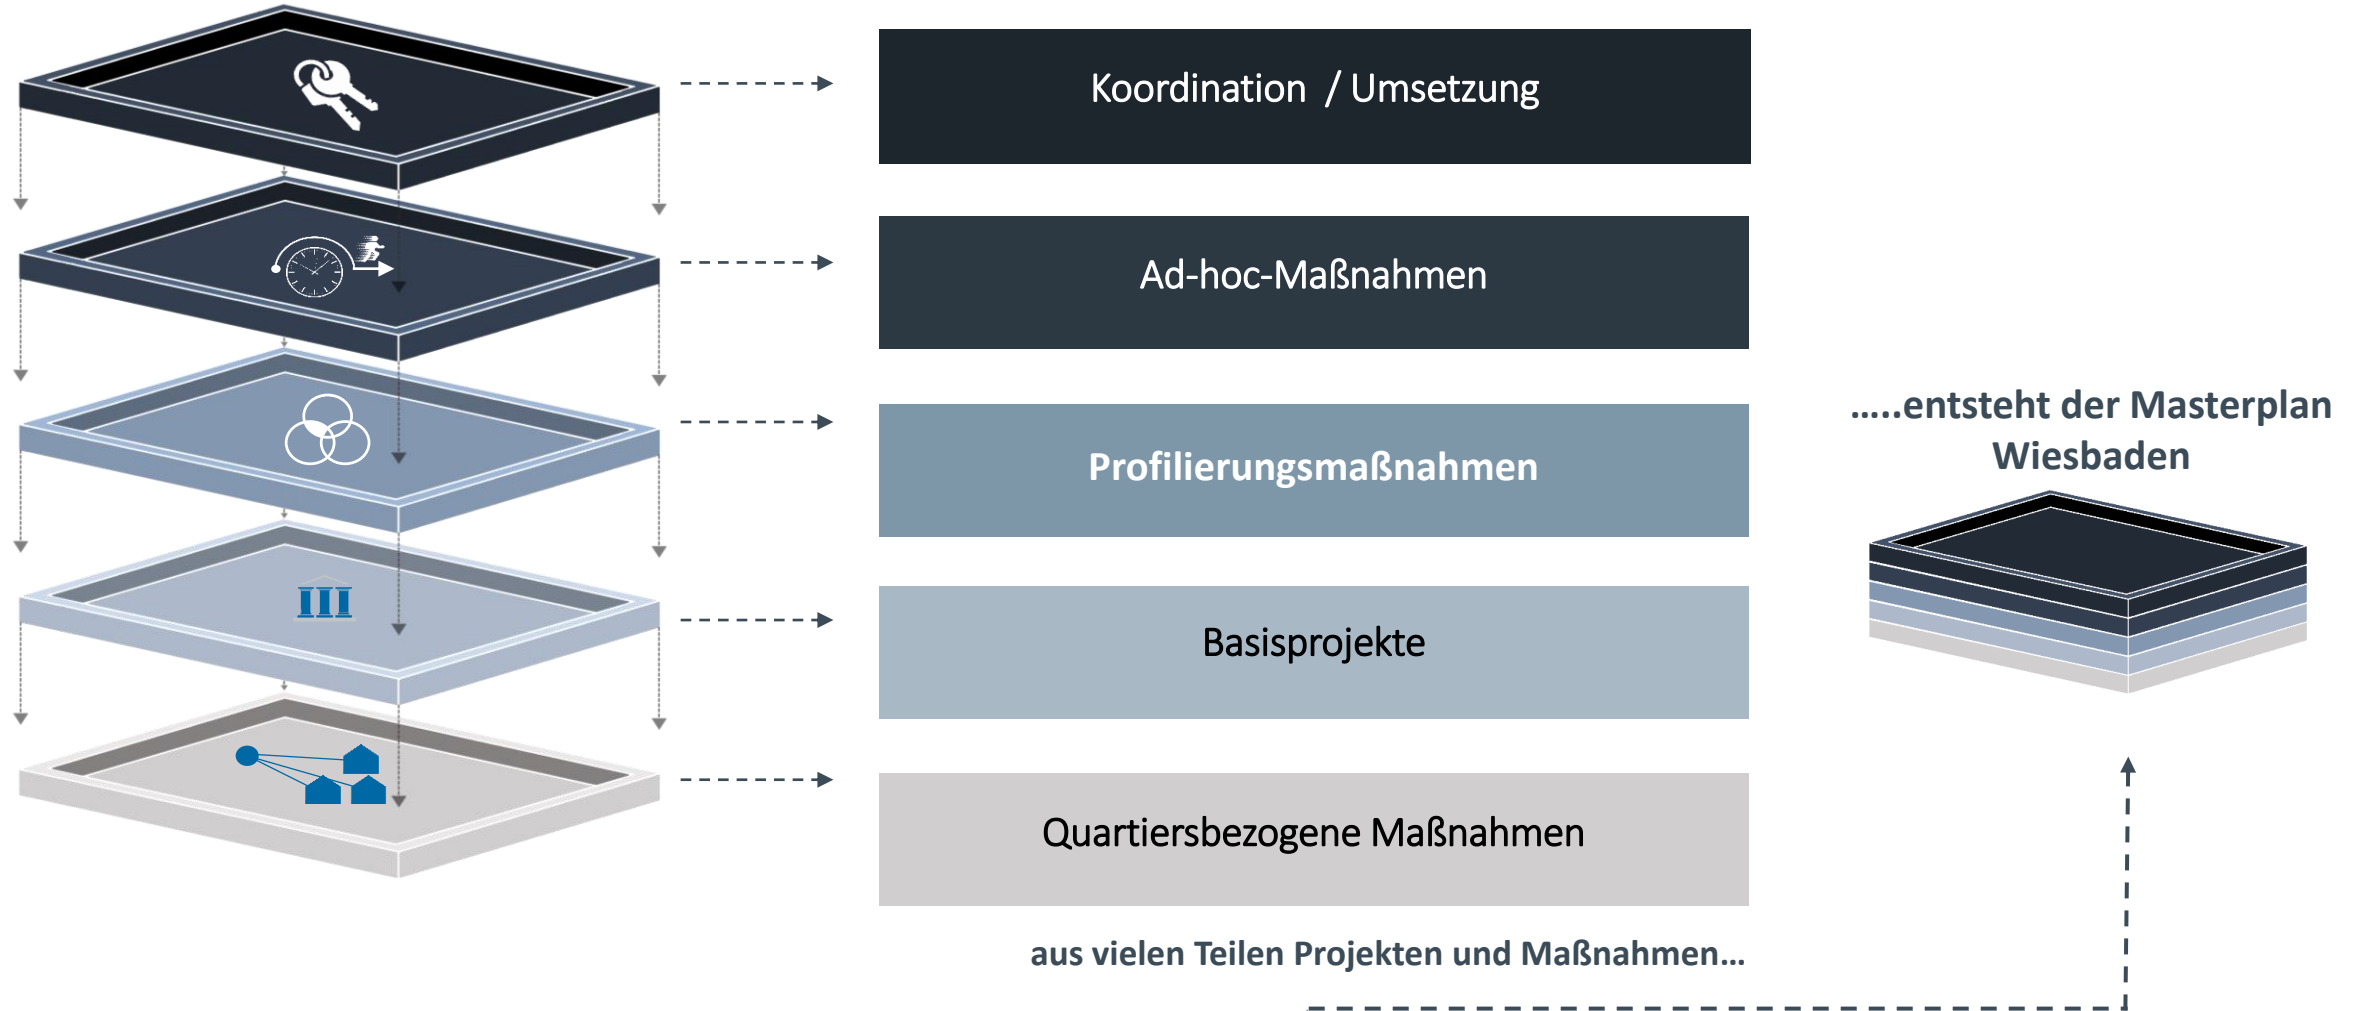 Koordination / Umsetzung
Ad-hoc-Maßnahmen
Profilierungsmaßnahmen
Basisprojekte
Quartiersbezogene Maßnahmen
aus vielen Teilen Projekten und Maßnahmen...
.....entsteht der Masterplan
Wiesbaden